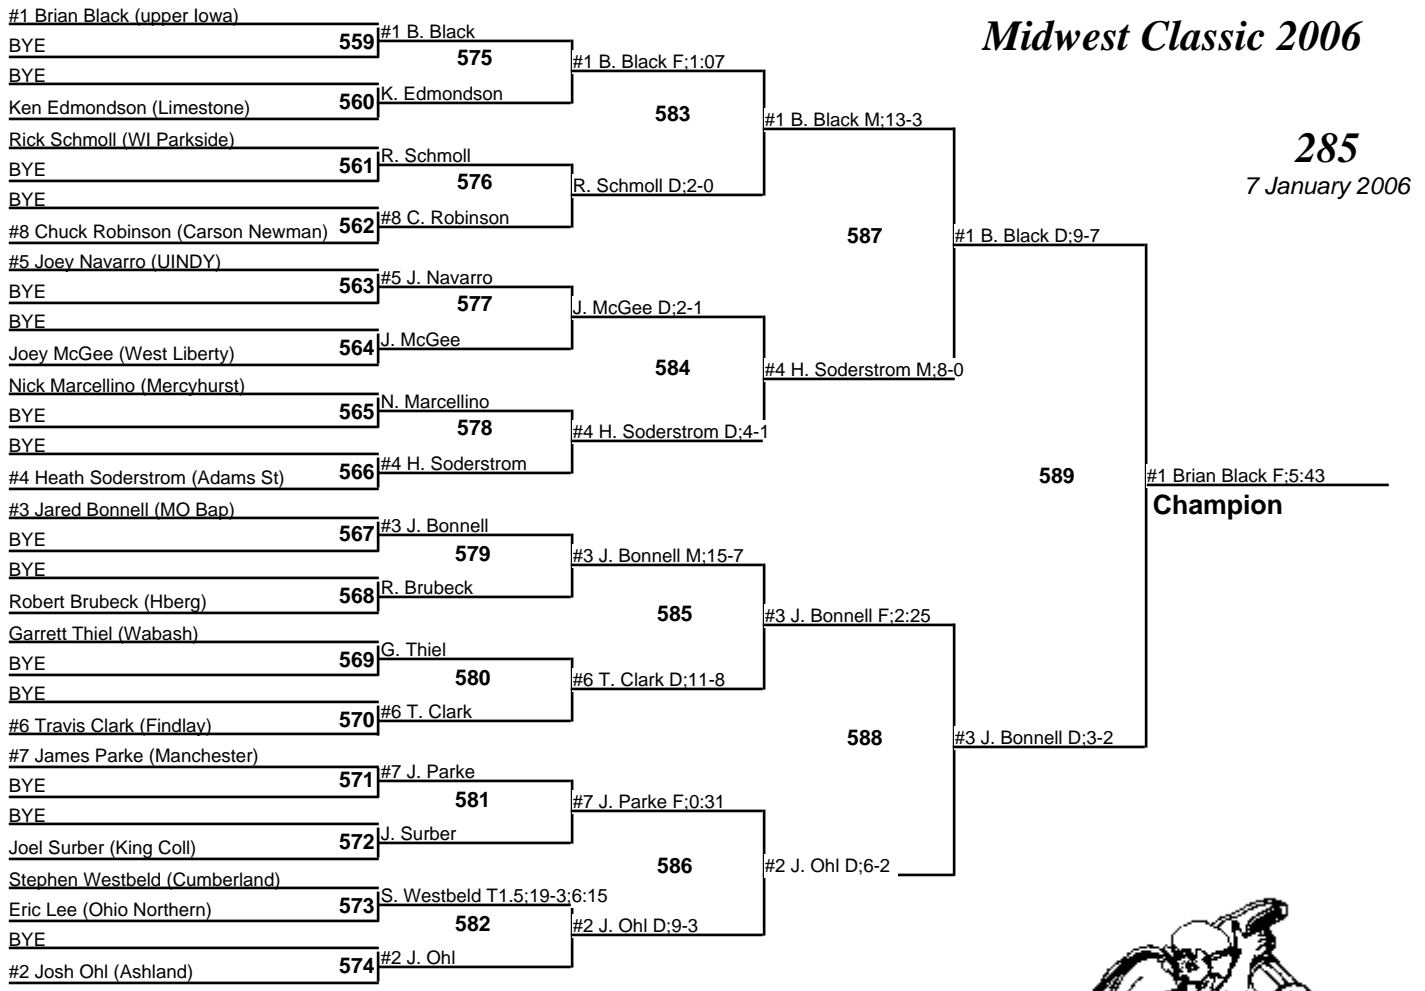 Midwest Classic 2006
285
7 January 2006
#1 Brian Black (upper Iowa)
BYE
559
BYE
Ken Edmondson (Limestone)
560
Rick Schmoll (WI Parkside)
BYE
561
BYE
#8 Chuck Robinson (Carson Newman)
562
#5 Joey Navarro (UINDY)
BYE
563
BYE
Joey McGee (West Liberty)
564
Nick Marcellino (Mercyhurst)
BYE
565
BYE
#4 Heath Soderstrom (Adams St)
566
#3 Jared Bonnell (MO Bap)
BYE
567
BYE
Robert Brubeck (Hberg)
568
Garrett Thiel (Wabash)
BYE
569
BYE
#6 Travis Clark (Findlay)
570
#7 James Parke (Manchester)
BYE
571
BYE
Joel Surber (King Coll)
572
Stephen Westbeld (Cumberland)
Eric Lee (Ohio Northern)
573
BYE
#2 Josh Ohl (Ashland)
574
#1 B. Black
575
K. Edmondson
R. Schmoll
576
#8 C. Robinson
#5 J. Navarro
577
J. McGee
N. Marcellino
578
#4 H. Soderstrom
#3 J. Bonnell
579
R. Brubeck
G. Thiel
580
#6 T. Clark
#7 J. Parke
581
J. Surber
S. Westbeld T1.5;19-3;6:15
582
#2 J. Ohl
#1 B. Black F;1:07
583
R. Schmoll D;2-0
J. McGee D;2-1
584
#4 H. Soderstrom D;4-1
#3 J. Bonnell M;15-7
585
#6 T. Clark D;11-8
#7 J. Parke F;0:31
586
#2 J. Ohl D;9-3
#1 B. Black M;13-3
587
#4 H. Soderstrom M;8-0
#3 J. Bonnell F;2:25
588
#2 J. Ohl D;6-2
#1 B. Black D;9-7
589
#3 J. Bonnell D;3-2
#1 Brian Black F;5:43
Champion